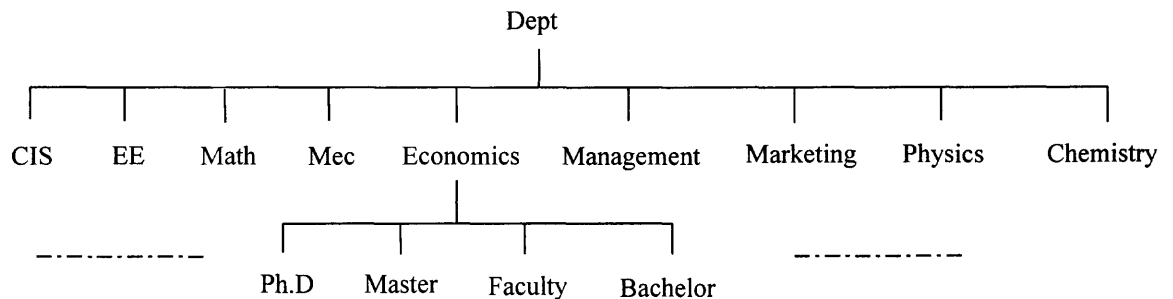 Dept
CIS EE Math Mec Economics Management Marketing Physics Chemistry
Ph.D Master Faculty Bachelor